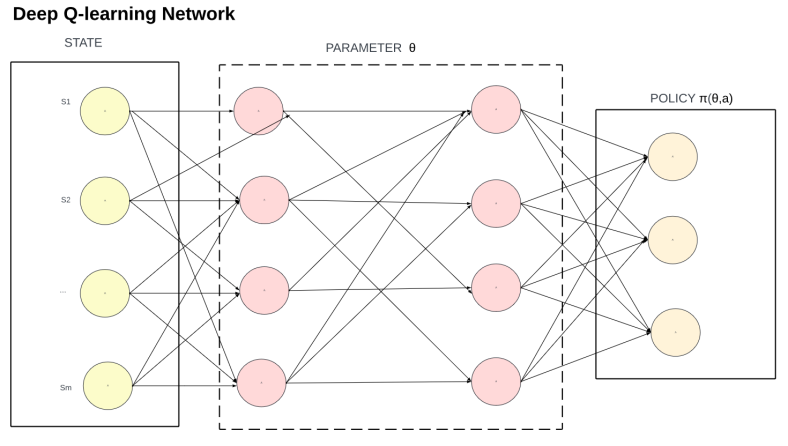 Deep Q-learning Network
STATE
PARAMETER θ
POLICY π(θ,a)
S1
S2
...
Sm